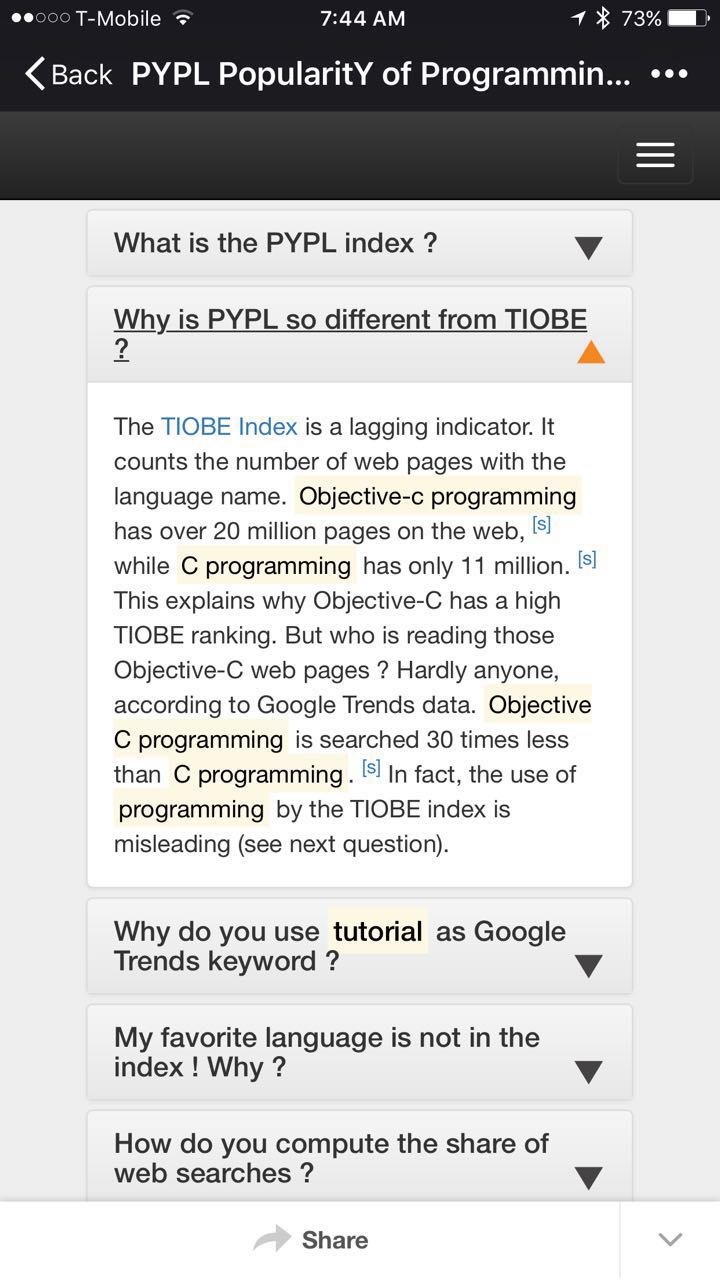 T-Mobile 7:44 AM 73%
Back PYPL PopularitY of Programmin...
What is the PYPL index ?
Why is PYPL so different from TIOBE
?
The TIOBE Index is a lagging indicator. It
counts the number of web pages with the
language name. Objective-c programming
has over 20 million pages on the web, [s]
while C programming has only 11 million. [s]
This explains why Objective-C has a high
TIOBE ranking. But who is reading those
Objective-C web pages ? Hardly anyone,
according to Google Trends data. Objective
C programming is searched 30 times less
than C programming . [s] In fact, the use of
programming by the TIOBE index is
misleading (see next question).
Why do you use tutorial as Google
Trends keyword ?
My favorite language is not in the
index ! Why ?
How do you compute the share of
web searches ?
Share